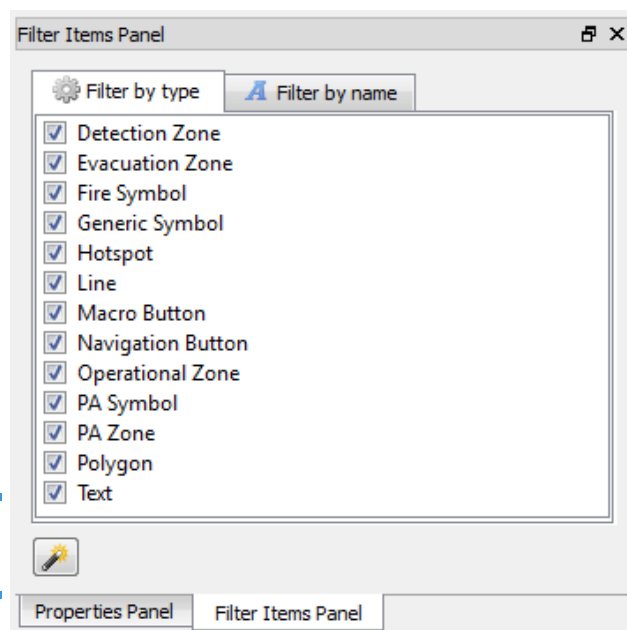 Filter Items Panel
Filter by type
Filter by name
Detection Zone
Evacuation Zone
Fire Symbol
Generic Symbol
Hotspot
Line
Macro Button
Navigation Button
Operational Zone
PA Symbol
PA Zone
Polygon
Text
Properties Panel
Filter Items Panel